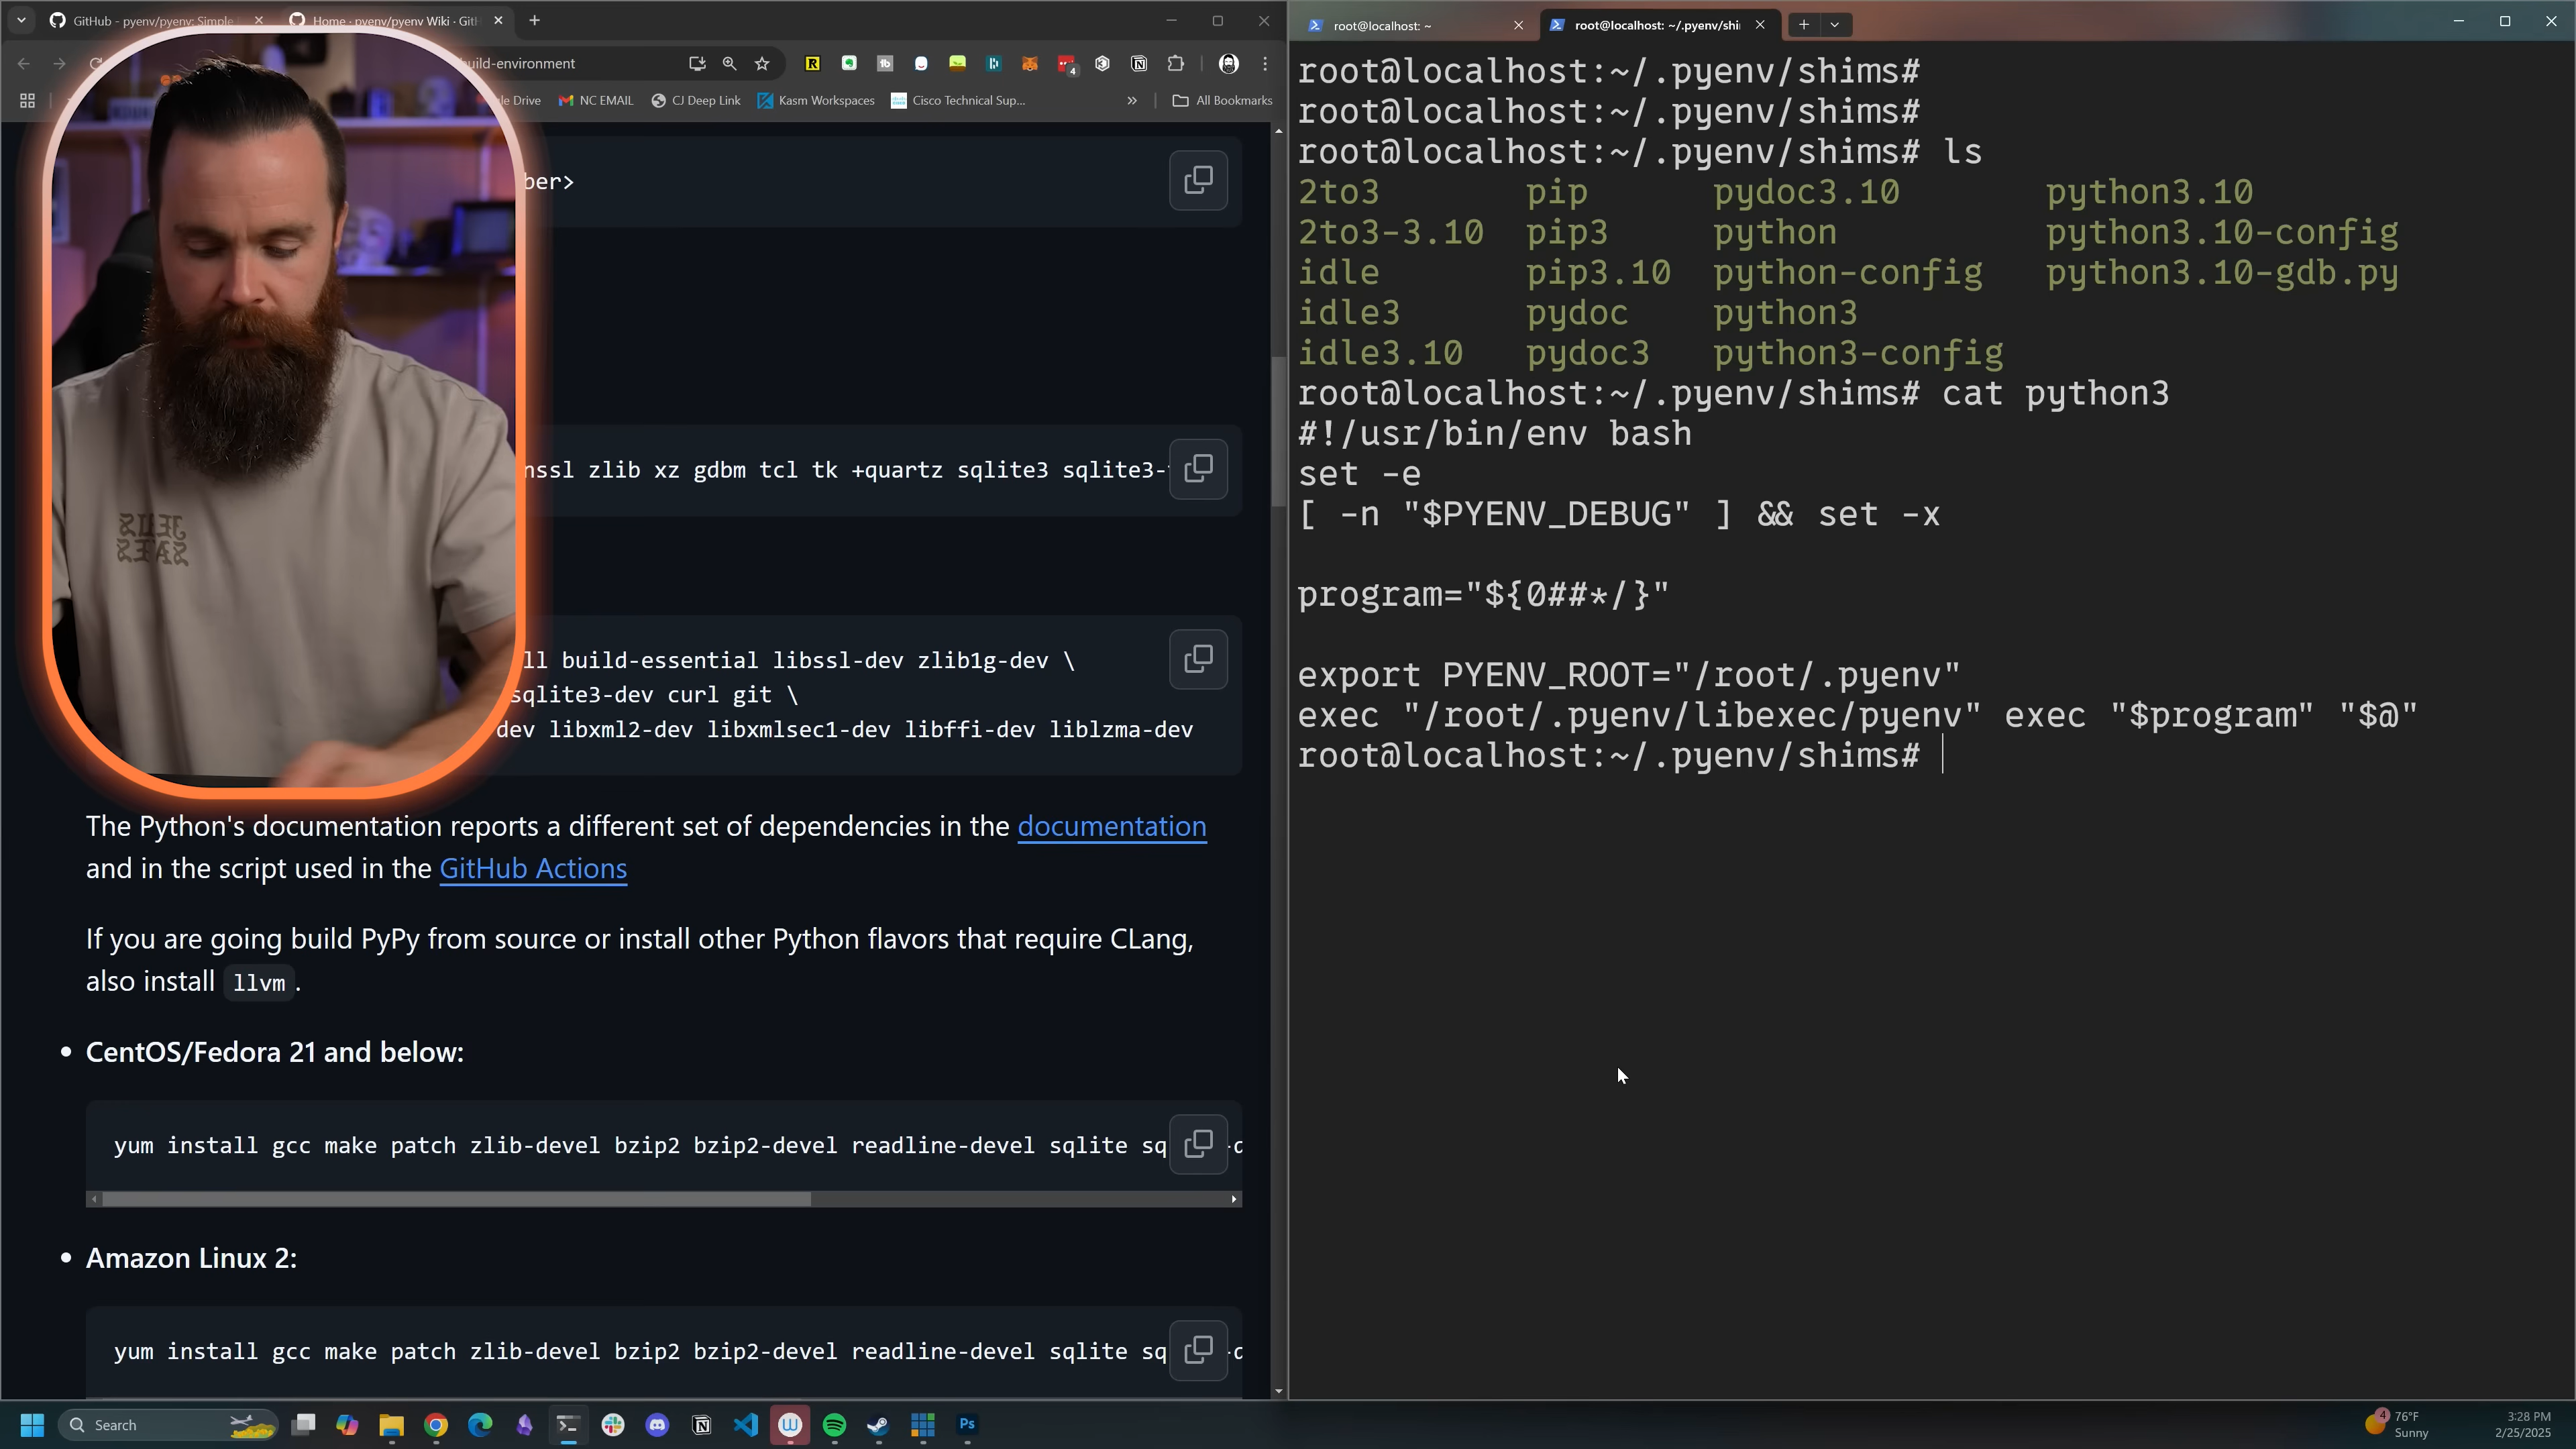 GitHub - pyenv/pyenv: Simple
Home · pyenv/pyenv Wiki · GitH
build-environment
4
le Drive
NC EMAIL
CJ Deep Link
Kasm Workspaces
Cisco Technical Sup...
All Bookmarks
ber>
nssl zlib xz gdbm tcl tk +quartz sqlite3 sqlite3-
ll build-essential libssl-dev zlib1g-dev \
sqlite3-dev curl git \
dev libxml2-dev libxmlsec1-dev libffi-dev liblzma-dev
The Python's documentation reports a different set of dependencies in the documentation
and in the script used in the GitHub Actions
If you are going build PyPy from source or install other Python flavors that require CLang,
also install llvm.
CentOS/Fedora 21 and below:
yum install gcc make patch zlib-devel bzip2 bzip2-devel readline-devel sqlite sq
Amazon Linux 2:
yum install gcc make patch zlib-devel bzip2 bzip2-devel readline-devel sqlite sq
root@localhost: ~
root@localhost: ~/.pyenv/shi
root@localhost:~/.pyenv/shims#
root@localhost:~/.pyenv/shims#
root@localhost:~/.pyenv/shims# ls
2to3 pip pydoc3.10 python3.10
2to3-3.10 pip3 python python3.10-config
idle pip3.10 python-config python3.10-gdb.py
idle3 pydoc python3
idle3.10 pydoc3 python3-config
root@localhost:~/.pyenv/shims# cat python3
#!/usr/bin/env bash
set -e
[ -n "$PYENV_DEBUG" ] && set -x
program="${0##*/}"
export PYENV_ROOT="/root/.pyenv"
exec "/root/.pyenv/libexec/pyenv" exec "$program" "$@"
root@localhost:~/.pyenv/shims#
Search
Ps
4
76°F
Sunny
3:28 PM
2/25/2025